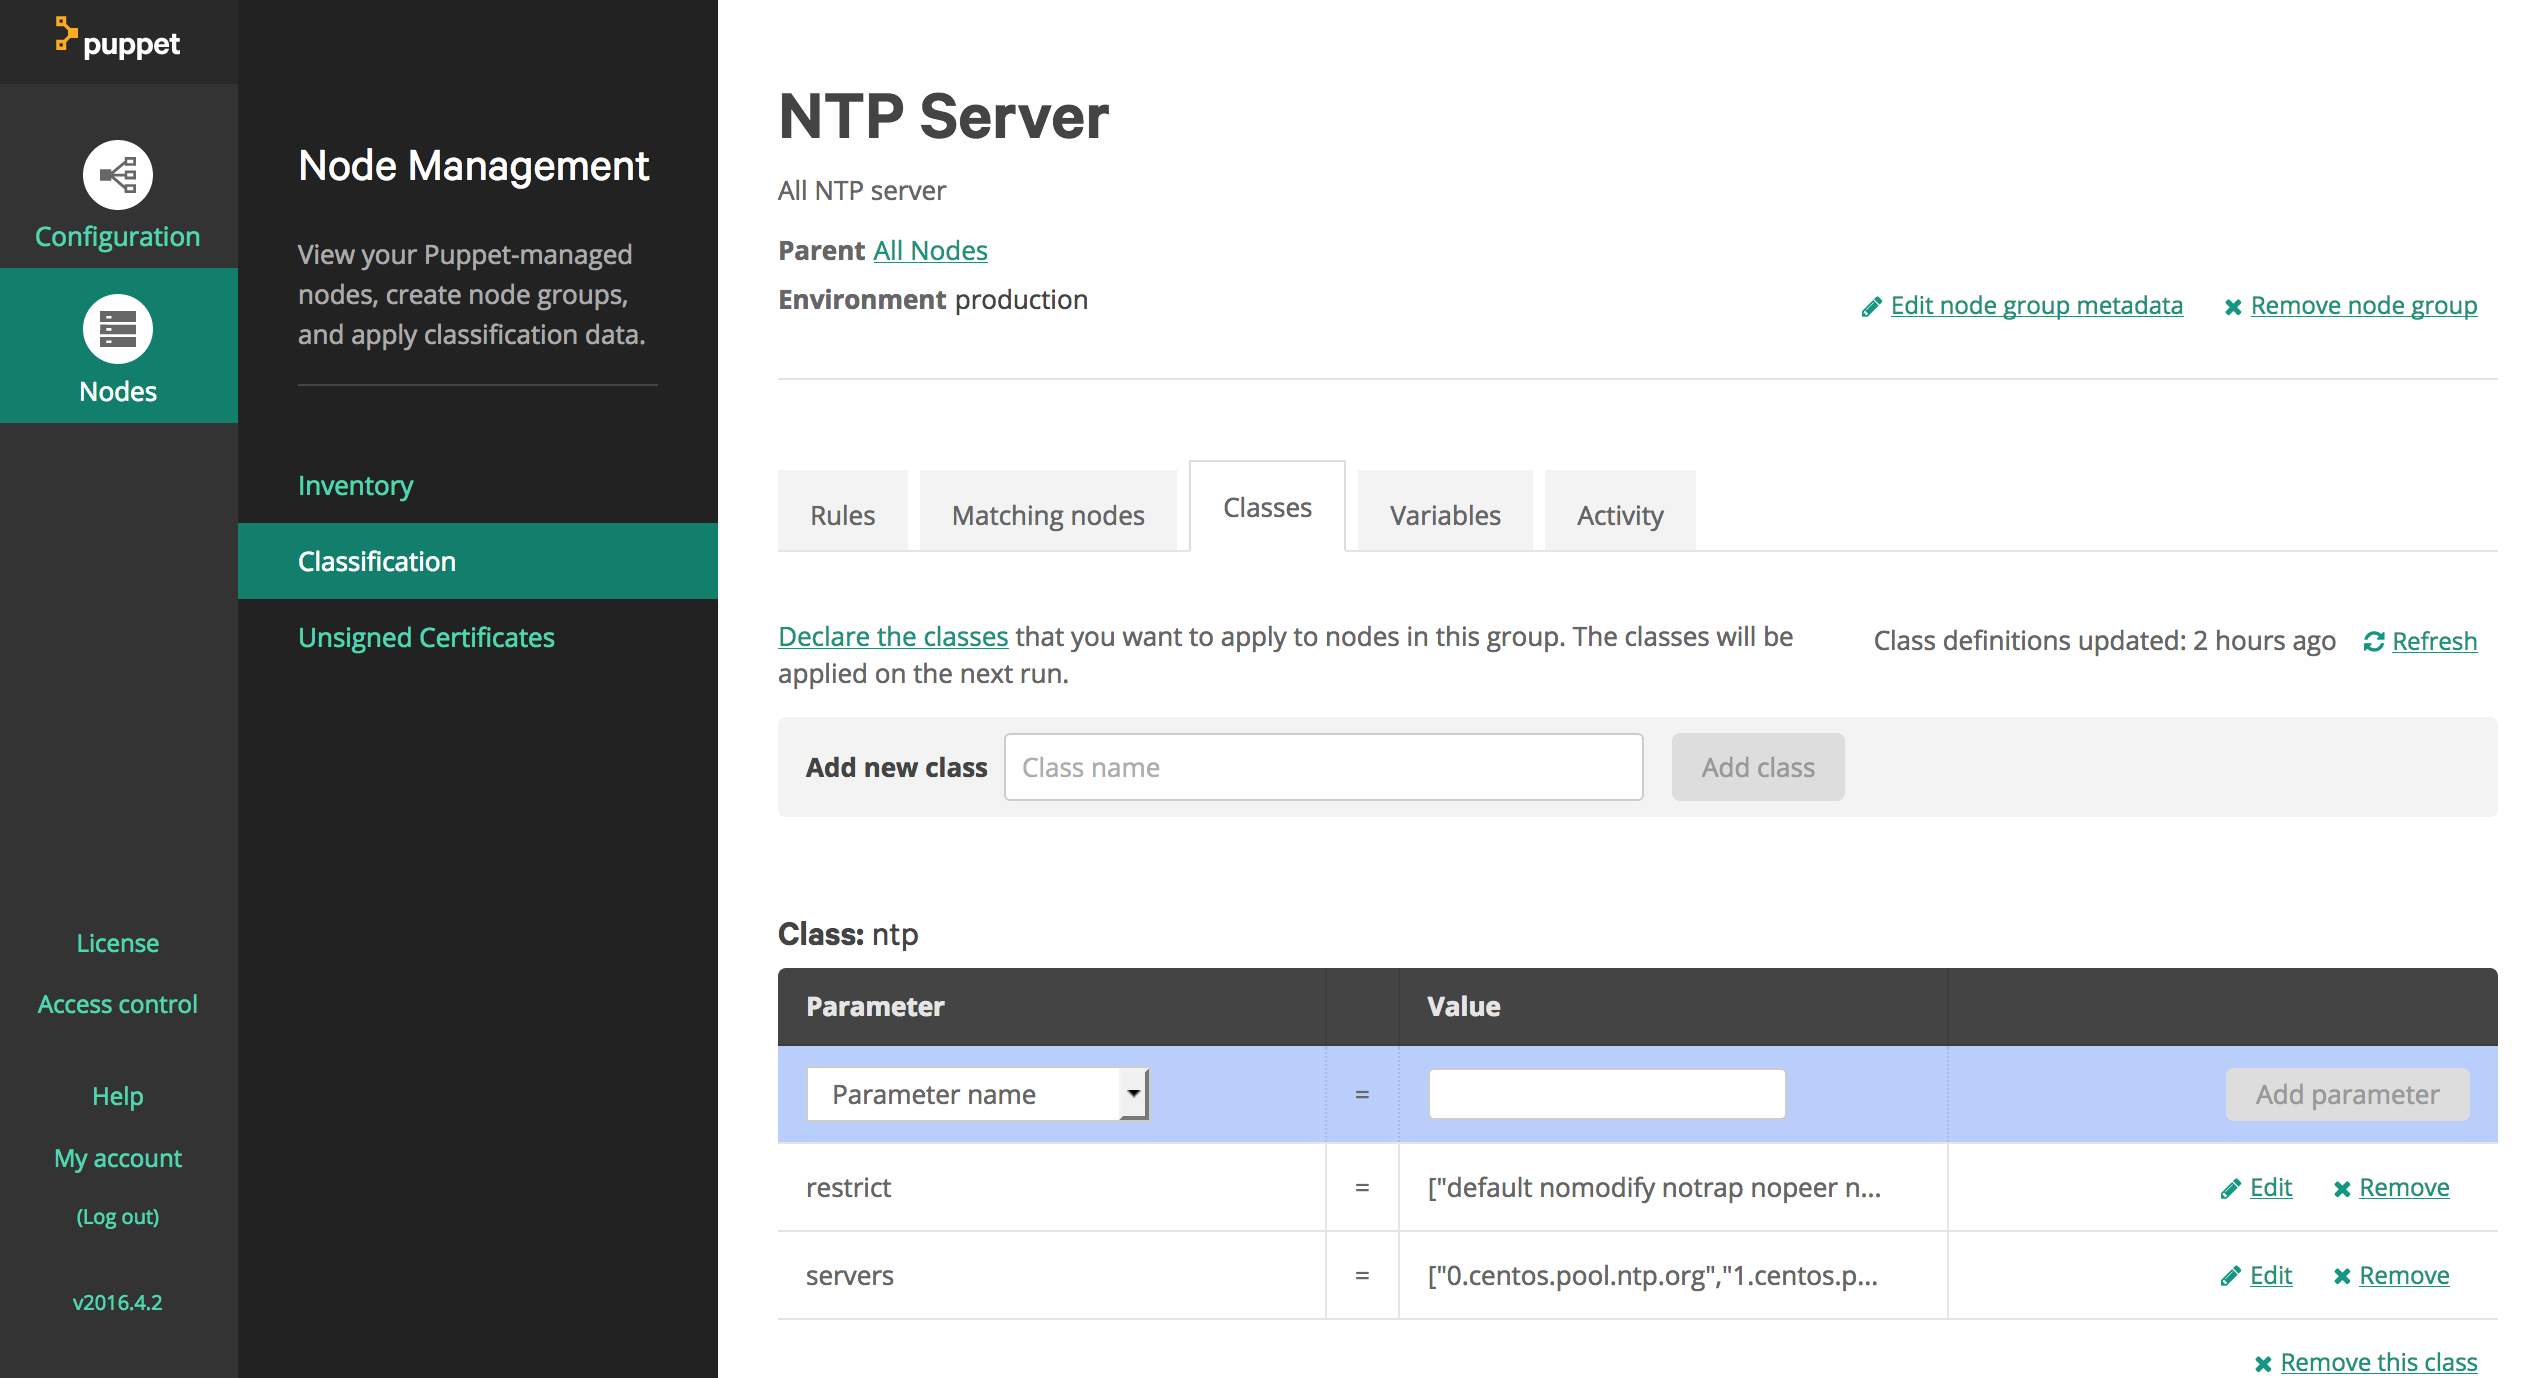 puppet
Configuration
Nodes
License
Access control
Help
My account
(Log out)
v2016.4.2
Node Management
View your Puppet-managed
nodes, create node groups,
and apply classification data.
Inventory
Classification
Unsigned Certificates
NTP Server
All NTP server
Parent All Nodes
Environment production
Edit node group metadata Remove node group
Rules Matching nodes Classes Variables Activity
Declare the classes that you want to apply to nodes in this group. The classes will be
applied on the next run.
Class definitions updated: 2 hours ago Refresh
Add new class Class name Add class
Class: ntp
Parameter Value
Parameter name = Add parameter
restrict = ["default nomodify notrap nopeer n... Edit Remove
servers = ["0.centos.pool.ntp.org","1.centos.p... Edit Remove
Remove this class